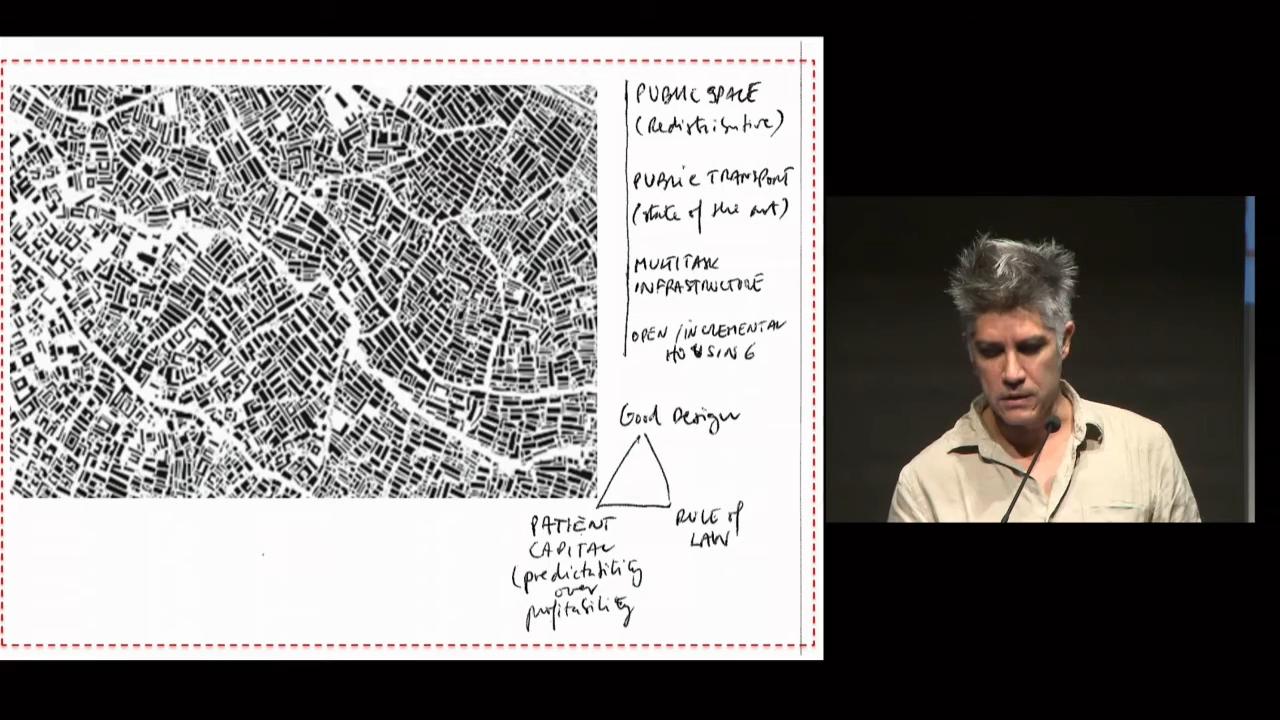 PUBLIC SPACE
(Redistributive)
PUBLIC TRANSPORT
(state of the art)
MULTITASK
INFRASTRUCTURE
OPEN / INCREMENTAL
HOUSING
Good Design
PATIENT
CAPITAL
(predictability
over
profitability
RULE of
LAW